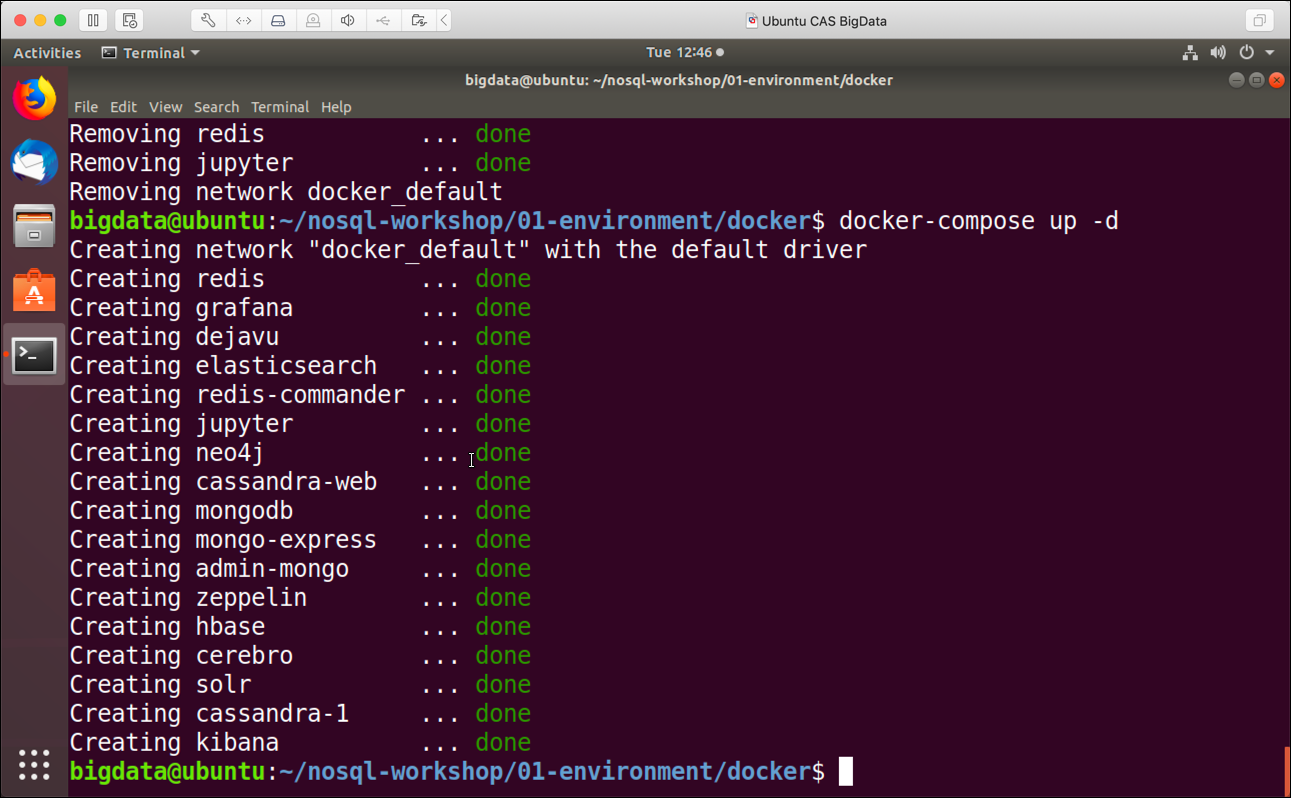 Ubuntu CAS BigData
Activities Terminal Tue 12:46
bigdata@ubuntu: ~/nosql-workshop/01-environment/docker
File Edit View Search Terminal Help
Removing redis ... done
Removing jupyter ... done
Removing network docker_default
bigdata@ubuntu:~/nosql-workshop/01-environment/docker$ docker-compose up -d
Creating network "docker_default" with the default driver
Creating redis ... done
Creating grafana ... done
Creating dejavu ... done
Creating elasticsearch ... done
Creating redis-commander ... done
Creating jupyter ... done
Creating neo4j ... done
Creating cassandra-web ... done
Creating mongodb ... done
Creating mongo-express ... done
Creating admin-mongo ... done
Creating zeppelin ... done
Creating hbase ... done
Creating cerebro ... done
Creating solr ... done
Creating cassandra-1 ... done
Creating kibana ... done
bigdata@ubuntu:~/nosql-workshop/01-environment/docker$